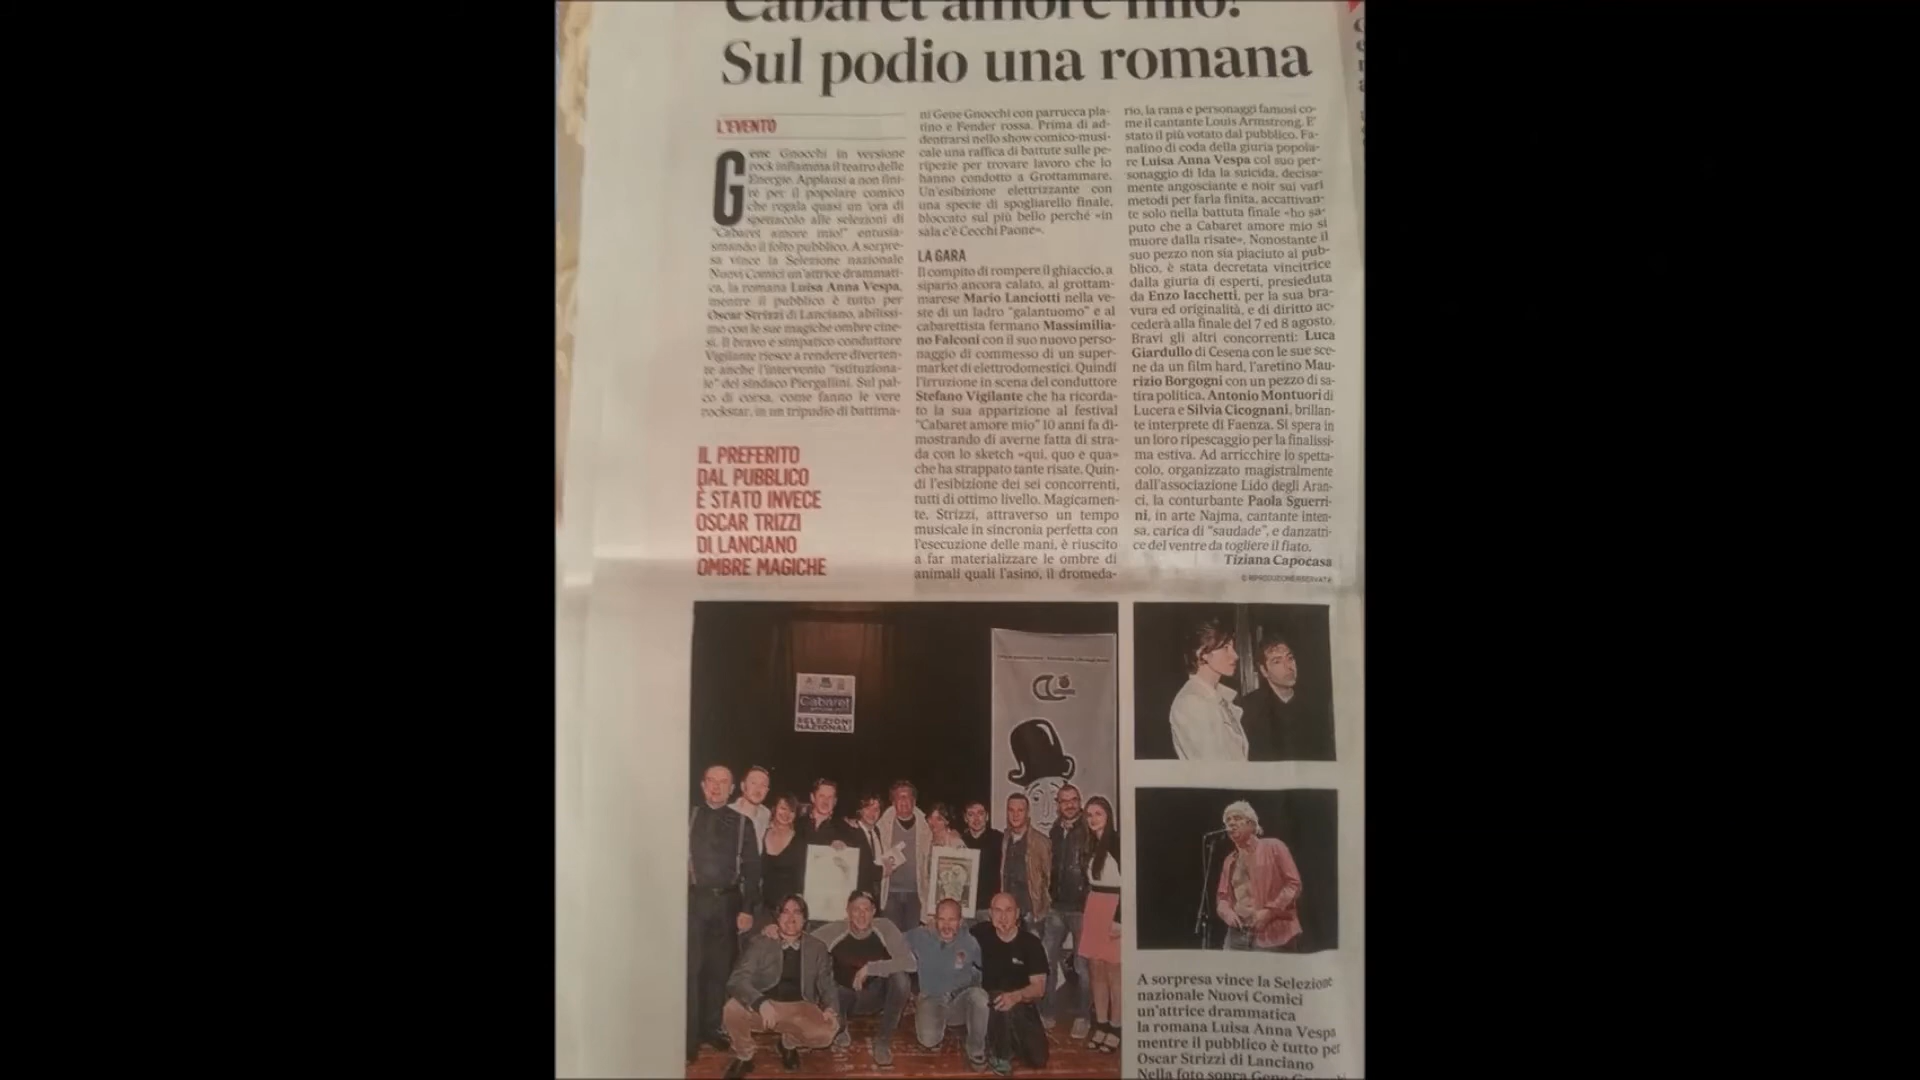 Cabaret amore mio!
Sul podio una romana
L'EVENTO
Gene Gnocchi in versione
rock infiamma il teatro delle
Energie. Applausi a non fini-
re per il popolare comico
che regala quasi un 'ora di
spettacolo alle selezioni di
"Cabaret amore mio!" entusia-
smando il folto pubblico. A sorpre-
sa vince la Selezione nazionale
Nuovi Comici un'attrice drammati-
ca, la romana Luisa Anna Vespa,
mentre il pubblico è tutto per
Oscar Strizzi di Lanciano, abilissi-
mo con le sue magiche ombre cine-
si. Il bravo e simpatico conduttore
Vigilante riesce a rendere diverten-
te anche l'intervento "istituziona-
le" del sindaco Piergallini. Sul pal-
co di corsa, come fanno le vere
rockstar, in un tripudio di battima-
IL PREFERITO
DAL PUBBLICO
È STATO INVECE
OSCAR TRIZZI
DI LANCIANO
OMBRE MAGICHE
ni Gene Gnocchi con parrucca pla-
tino e Fender rossa. Prima di ad-
dentrarsi nello show comico-musi-
cale una raffica di battute sulle pe-
ripezie per trovare lavoro che lo
hanno condotto a Grottammare.
Un'esibizione elettrizzante con
una specie di spogliarello finale,
bloccato sul più bello perché «in
sala c'è Cecchi Paone».
LA GARA
Il compito di rompere il ghiaccio, a
sipario ancora calato, al grottam-
marese Mario Lanciotti nella ve-
ste di un ladro "galantuomo" e al
cabarettista fermano Massimilia-
no Falconi con il suo nuovo perso-
naggio di commesso di un super-
market di elettrodomestici. Quindi
l'irruzione in scena del conduttore
Stefano Vigilante che ha ricorda-
to la sua apparizione al festival
"Cabaret amore mio" 10 anni fa di-
mostrando di averne fatta di stra-
da con lo sketch «qui, quo e qua»
che ha strappato tante risate. Quin-
di l'esibizione dei sei concorrenti,
tutti di ottimo livello. Magicamen-
te, Strizzi, attraverso un tempo
musicale in sincronia perfetta con
l'esecuzione delle mani, è riuscito
a far materializzare le ombre di
animali quali l'asino, il dromeda-
rio, la rana e personaggi famosi co-
me il cantante Louis Armstrong. E'
stato il più votato dal pubblico. Fa-
nalino di coda della giuria popola-
re Luisa Anna Vespa col suo per-
sonaggio di Ida la suicida, decisa-
mente angosciante e noir sui vari
metodi per farla finita, accattivan-
te solo nella battuta finale «ho sa-
puto che a Cabaret amore mio si
muore dalla risate». Nonostante il
suo pezzo non sia piaciuto al pub-
blico, è stata decretata vincitrice
dalla giuria di esperti, presieduta
da Enzo Iacchetti, per la sua bra-
vura ed originalità, e di diritto ac-
cederà alla finale del 7 ed 8 agosto.
Bravi gli altri concorrenti: Luca
Giardullo di Cesena con le sue sce-
ne da un film hard, l'aretino Mau-
rizio Borgogni con un pezzo di sa-
tira politica, Antonio Montuori di
Lucera e Silvia Cicognani, brillan-
te interprete di Faenza. Si spera in
un loro ripescaggio per la finalissi-
ma estiva. Ad arricchire lo spetta-
colo, organizzato magistralmente
dall'associazione Lido degli Aran-
ci, la conturbante Paola Sguerri-
ni, in arte Najma, cantante inten-
sa, carica di "saudade", e danzatri-
ce del ventre da togliere il fiato.
Tiziana Capocasa
© RIPRODUZIONE RISERVATA
Cabaret
SELEZIONI
NAZIONALI
A sorpresa vince la Selezione
nazionale Nuovi Comici
un'attrice drammatica
la romana Luisa Anna Vespa
mentre il pubblico è tutto per
Oscar Strizzi di Lanciano
Nella foto sopra Gene